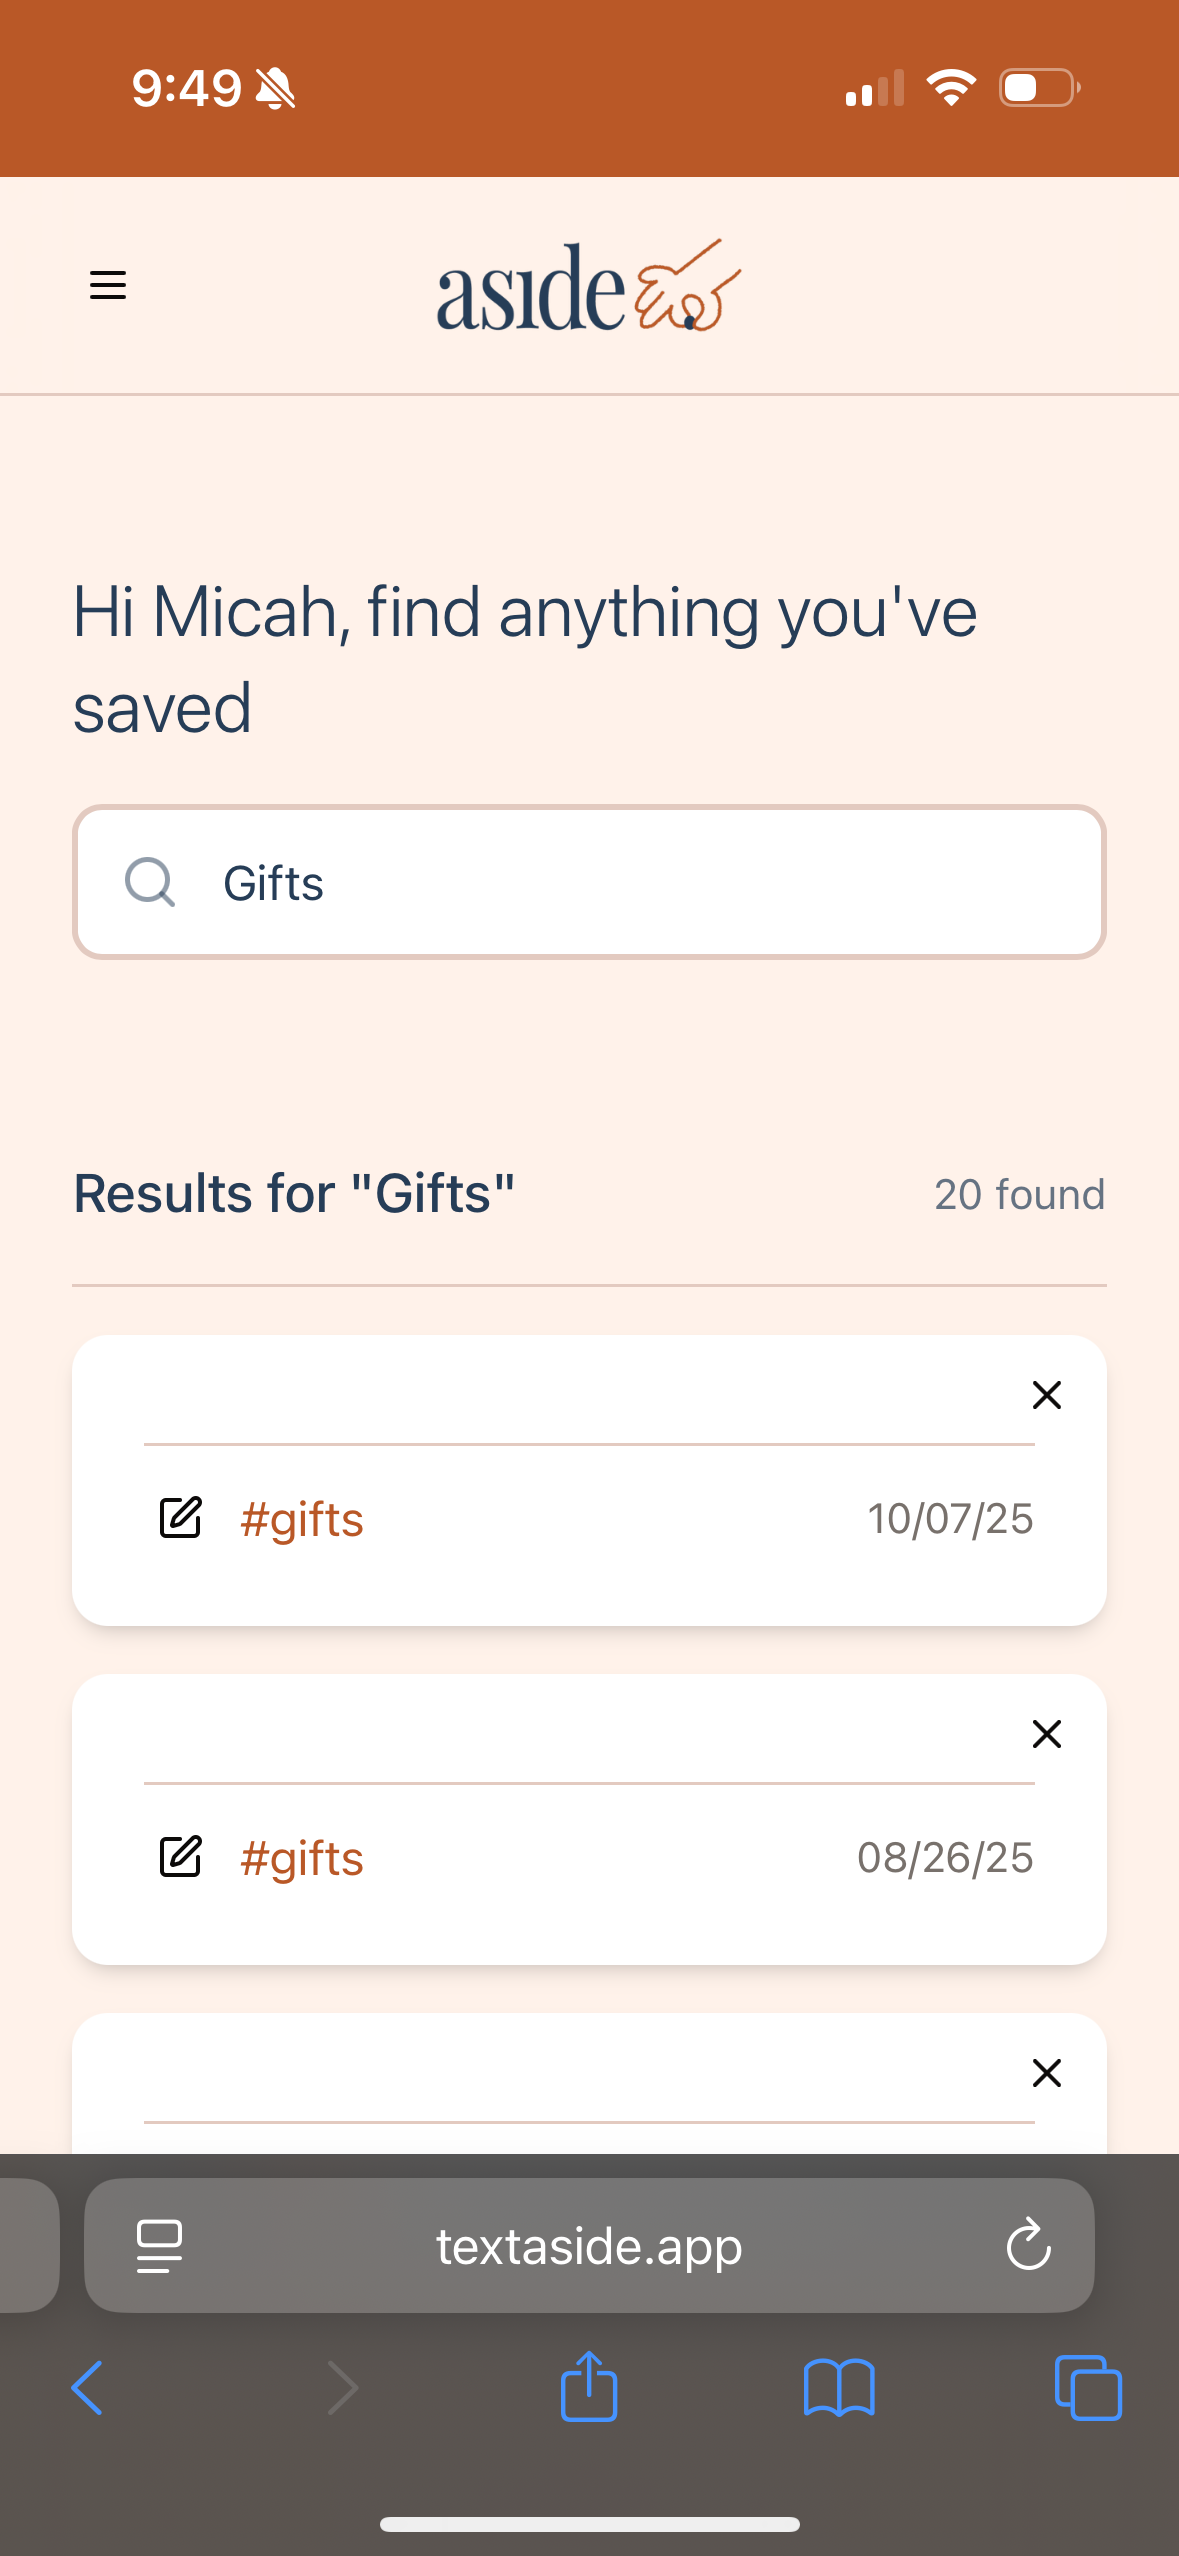 9:49
aside
Hi Micah, find anything you've
saved
Gifts
Results for "Gifts" 20 found
#gifts 10/07/25
#gifts 08/26/25
textaside.app